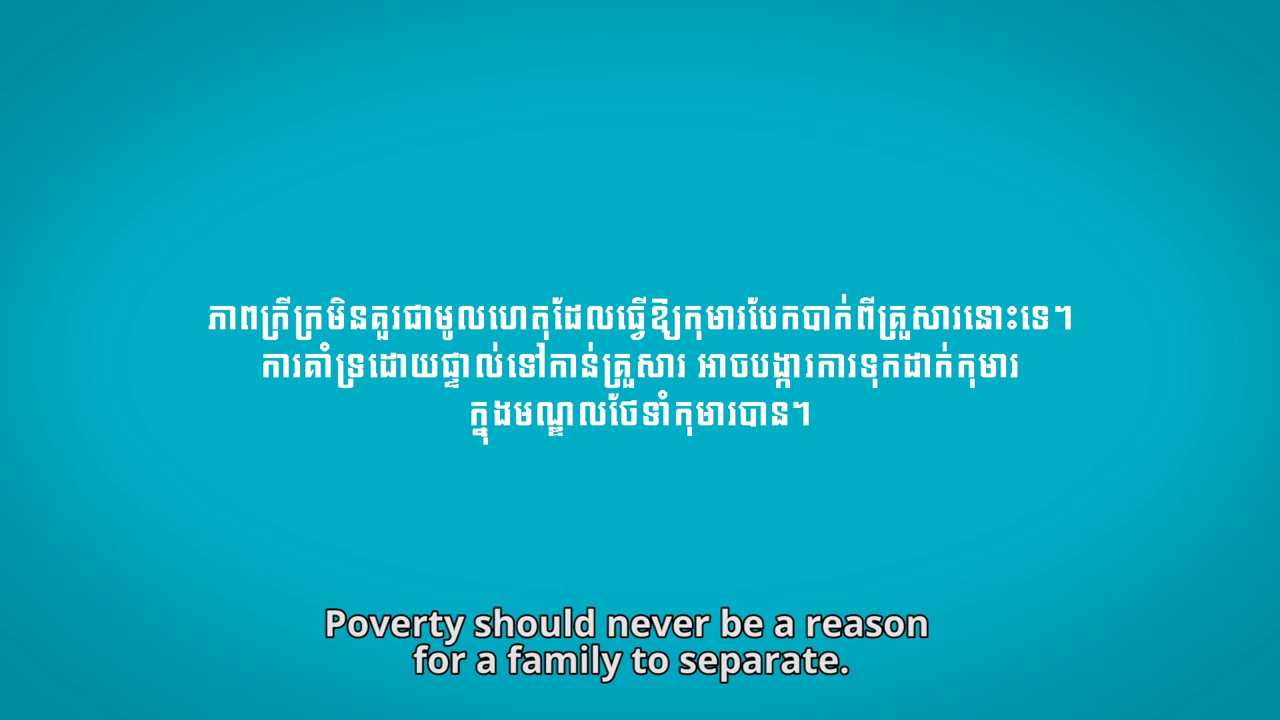 ភាពក្រីក្រមិនគួរជាមូលហេតុដែលធ្វើឱ្យកុមារបែកបាក់ពីគ្រួសារនោះទេ។
ការគាំទ្រដោយផ្ទាល់ទៅកាន់គ្រួសារ អាចបង្ការការទុកដាក់កុមារ
ក្នុងមណ្ឌលថែទាំកុមារបាន។
Poverty should never be a reason
for a family to separate.